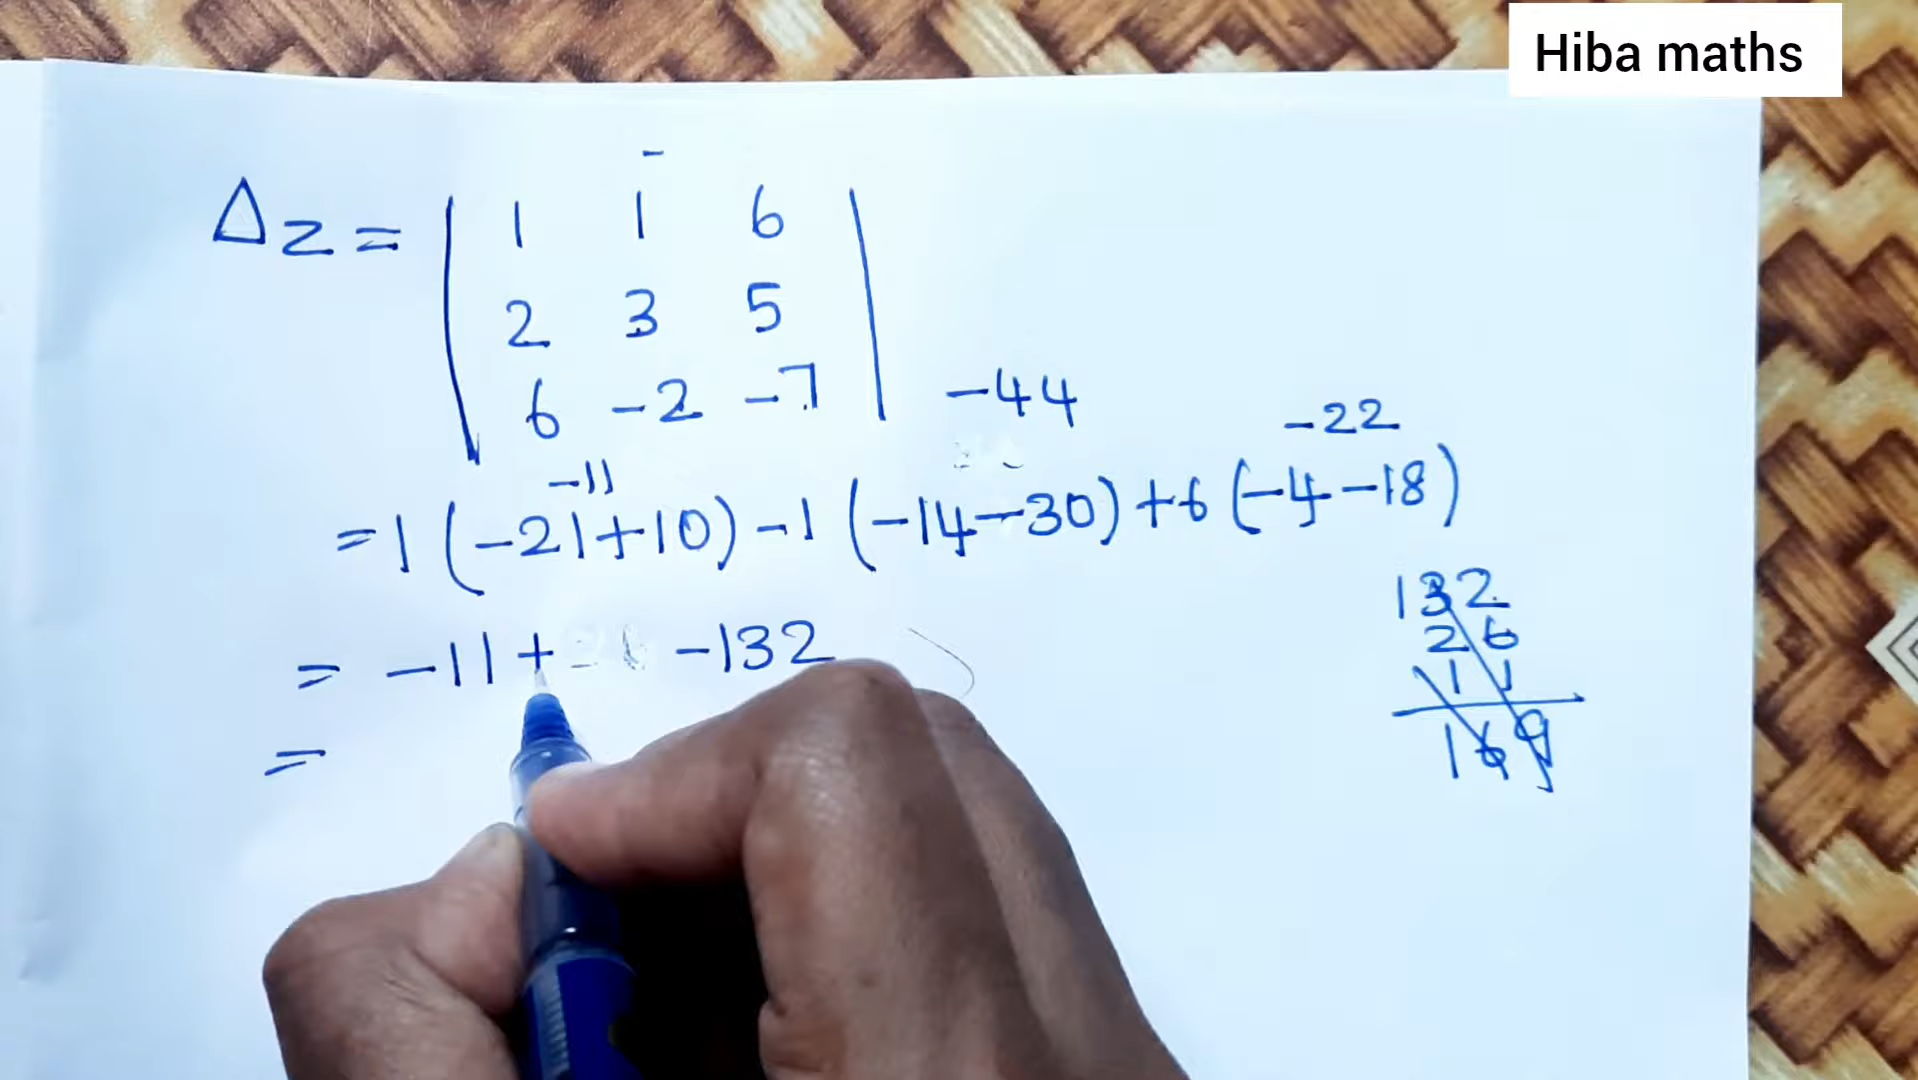 Hiba maths
-
Δz = | 1 1 6 |
| 2 3 5 |
| 6 -2 -7 |
-44
-22
-11
= 1 (-21+10) -1 (-14-30) +6 (-4-18)
= -11 + -132
=
132
26
11
169